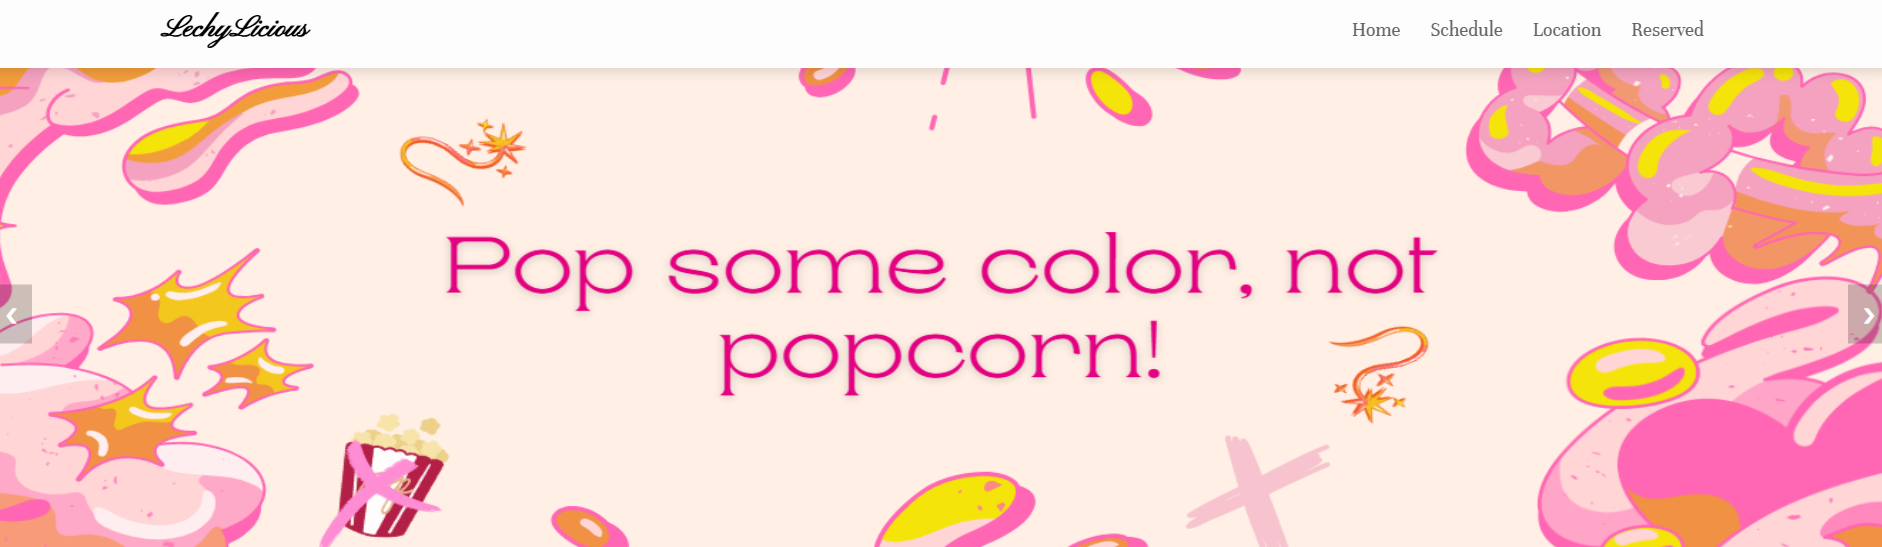 LechyLicious
Home Schedule Location Reserved
Pop some color, not
popcorn!